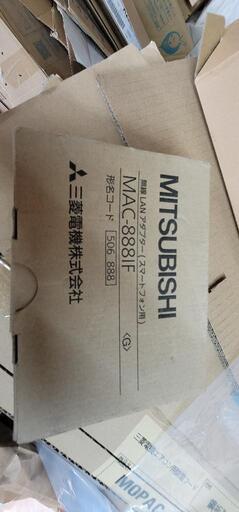 MITSUBISHI
無線LANアダプター(スマートフォン用)
MAC-888IF 〈G〉
形名コード 506 888
三菱電機株式会社
MOPAC